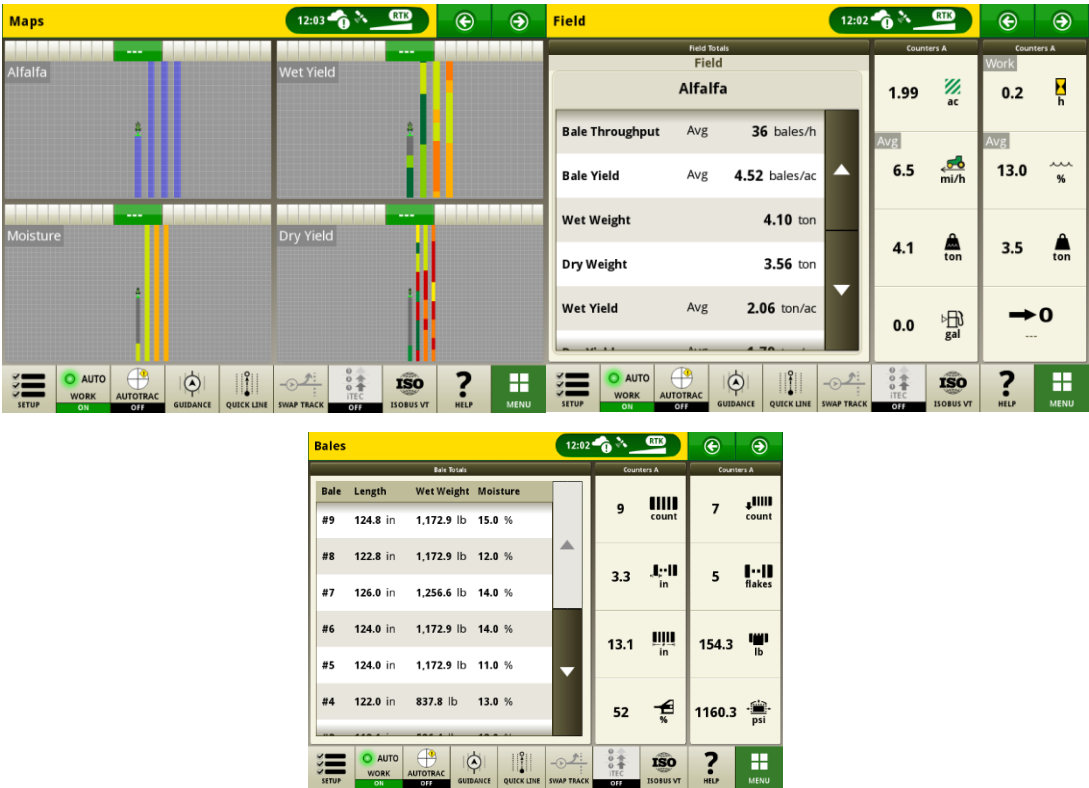 Maps
12:03
RTK
---
---
Alfalfa
Wet Yield
---
---
Moisture
Dry Yield
SETUP
AUTO
WORK
ON
AUTOTRAC
OFF
GUIDANCE
QUICK LINE
SWAP TRACK
iTEC
OFF
ISO
ISOBUS VT
?
HELP
MENU
Field
12:02
RTK
Field Totals
Field
Alfalfa
Bale Throughput Avg 36 bales/h
Bale Yield Avg 4.52 bales/ac
Wet Weight 4.10 ton
Dry Weight 3.56 ton
Wet Yield Avg 2.06 ton/ac
Counters A
1.99 ac
Avg
6.5 mi/h
4.1 ton
0.0 gal
Counters A
Work
0.2 h
Avg
13.0 %
3.5 ton
0
---
SETUP
AUTO
WORK
ON
AUTOTRAC
OFF
GUIDANCE
QUICK LINE
SWAP TRACK
iTEC
OFF
ISO
ISOBUS VT
?
HELP
MENU
Bales
12:02
RTK
Bale Totals
Bale Length Wet Weight Moisture
#9 124.8 in 1,172.9 lb 15.0 %
#8 122.8 in 1,172.9 lb 12.0 %
#7 126.0 in 1,256.6 lb 14.0 %
#6 124.0 in 1,172.9 lb 14.0 %
#5 124.0 in 1,172.9 lb 11.0 %
#4 122.0 in 837.8 lb 13.0 %
Counters A
9 count
3.3 in
13.1 in
52 %
Counters A
7 count
5 flakes
154.3 lb
1160.3 psi
SETUP
AUTO
WORK
ON
AUTOTRAC
OFF
GUIDANCE
QUICK LINE
SWAP TRACK
iTEC
OFF
ISO
ISOBUS VT
?
HELP
MENU